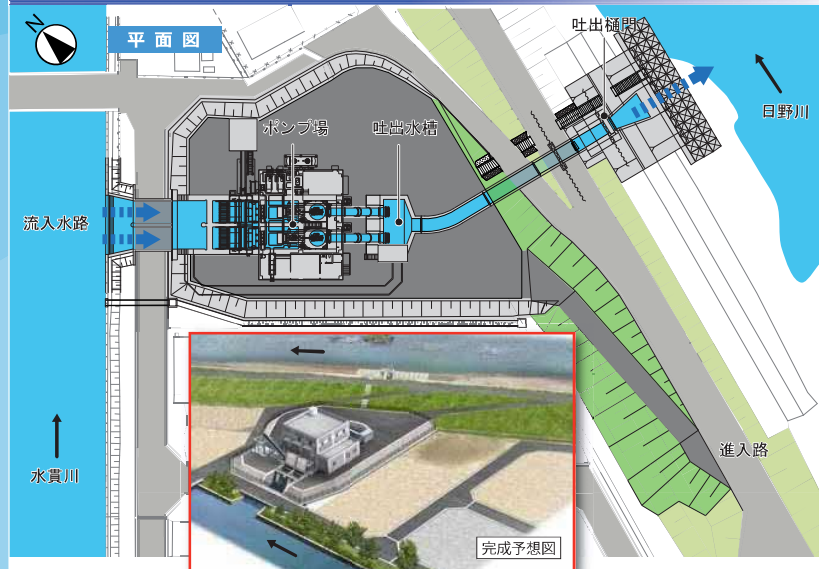 N
平面図
吐出樋門
日野川
ポンプ場
吐出水槽
流入水路
水貫川
進入路
完成予想図